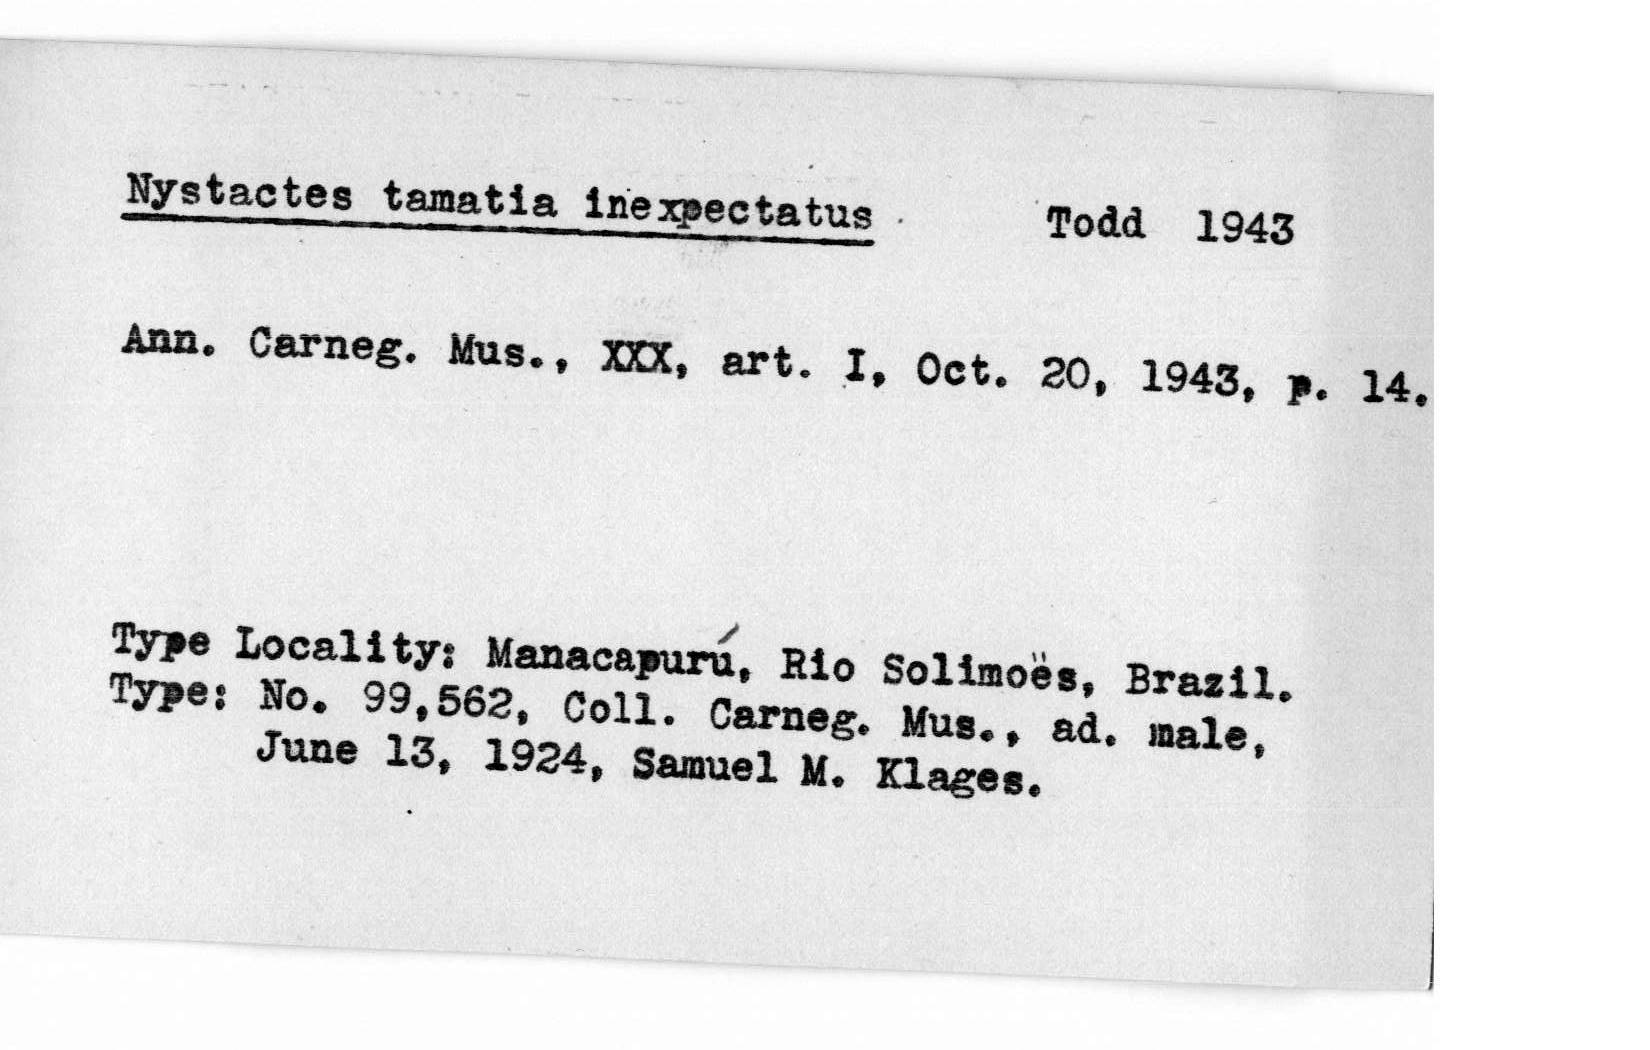 Nystactes tamatia inexpectatus Todd 1943
Ann. Carneg. Mus., XXX, art. I, Oct. 20, 1943, p. 14.
Type Locality: Manacapurú, Rio Solimoës, Brazil.
Type: No. 99,562, Coll. Carneg. Mus., ad. male,
June 13, 1924, Samuel M. Klages.